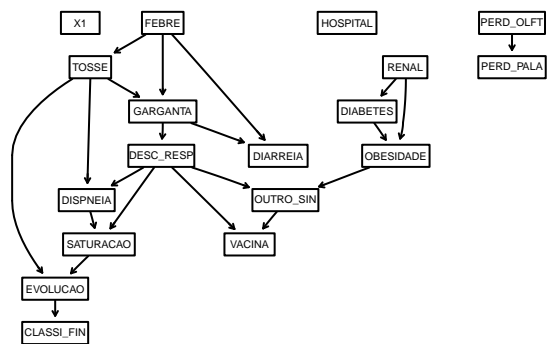 X1 FEBRE HOSPITAL PERD_OLFT
TOSSE RENAL PERD_PALA
GARGANTA DIABETES
DESC_RESP DIARREIA OBESIDADE
DISPNEIA OUTRO_SIN
SATURACAO VACINA
EVOLUCAO
CLASSI_FIN